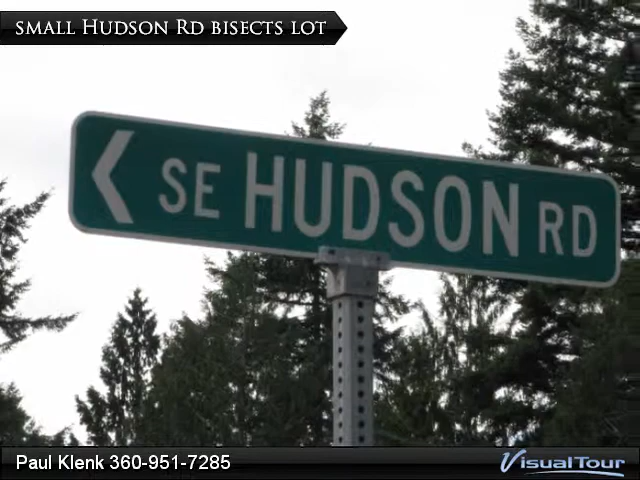 small Hudson Rd bisects lot
< SE HUDSON RD
Paul Klenk 360-951-7285
VisualTour